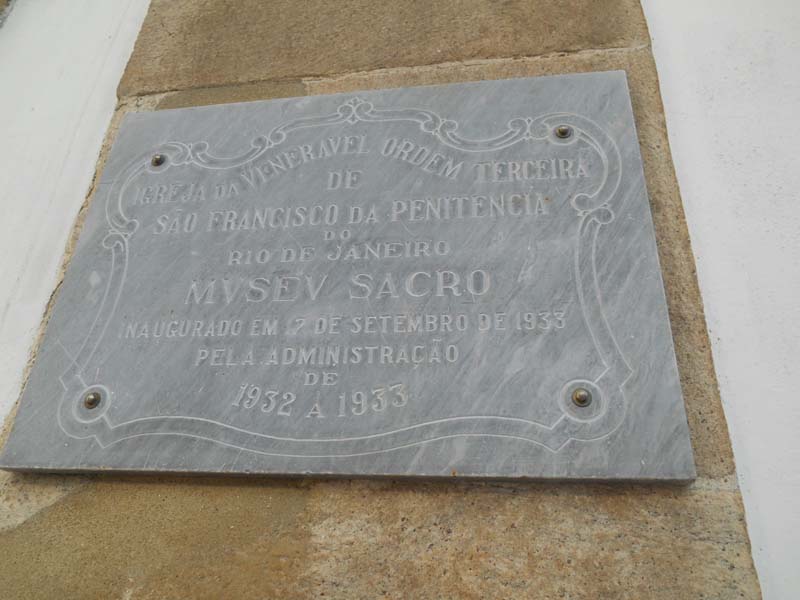 IGREJA DA VENERAVEL ORDEM TERCEIRA
DE
SÃO FRANCISCO DA PENITENCIA
DO
RIO DE JANEIRO
MVSEV SACRO
INAUGURADO EM 17 DE SETEMBRO DE 1933
PELA ADMINISTRAÇÃO
DE
1932 A 1933